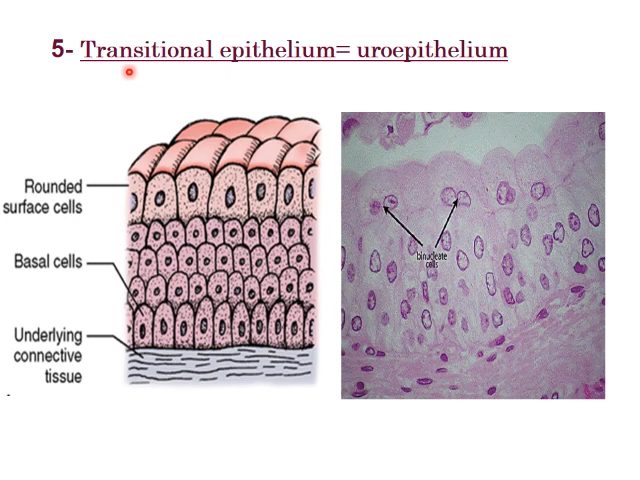 5- Transitional epithelium= uroepithelium
Rounded
surface cells
Basal cells
Underlying
connective
tissue
binucleate
cells